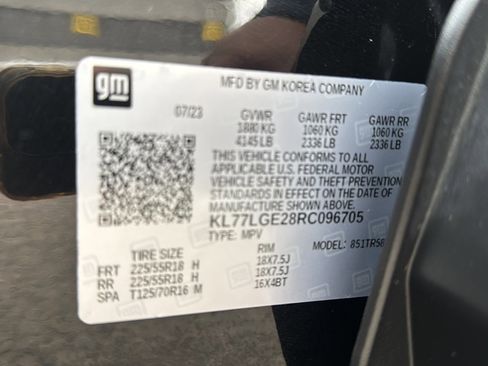 gm
MFD BY GM KOREA COMPANY
07/23 GVWR GAWR FRT GAWR RR
1880 KG 1060 KG 1060 KG
4145 LB 2336 LB 2336 LB
THIS VEHICLE CONFORMS TO ALL
APPLICABLE U.S. FEDERAL MOTOR
VEHICLE SAFETY AND THEFT PREVENTION
STANDARDS IN EFFECT ON THE DATE OF
MANUFACTURE SHOWN ABOVE.
KL77LGE28RC096705
TYPE: MPV MODEL: 851TR58
TIRE SIZE RIM
FRT 225/55R18 H 18X7.5J
RR 225/55R18 H 18X7.5J
SPA T125/70R16 M 16X4BT